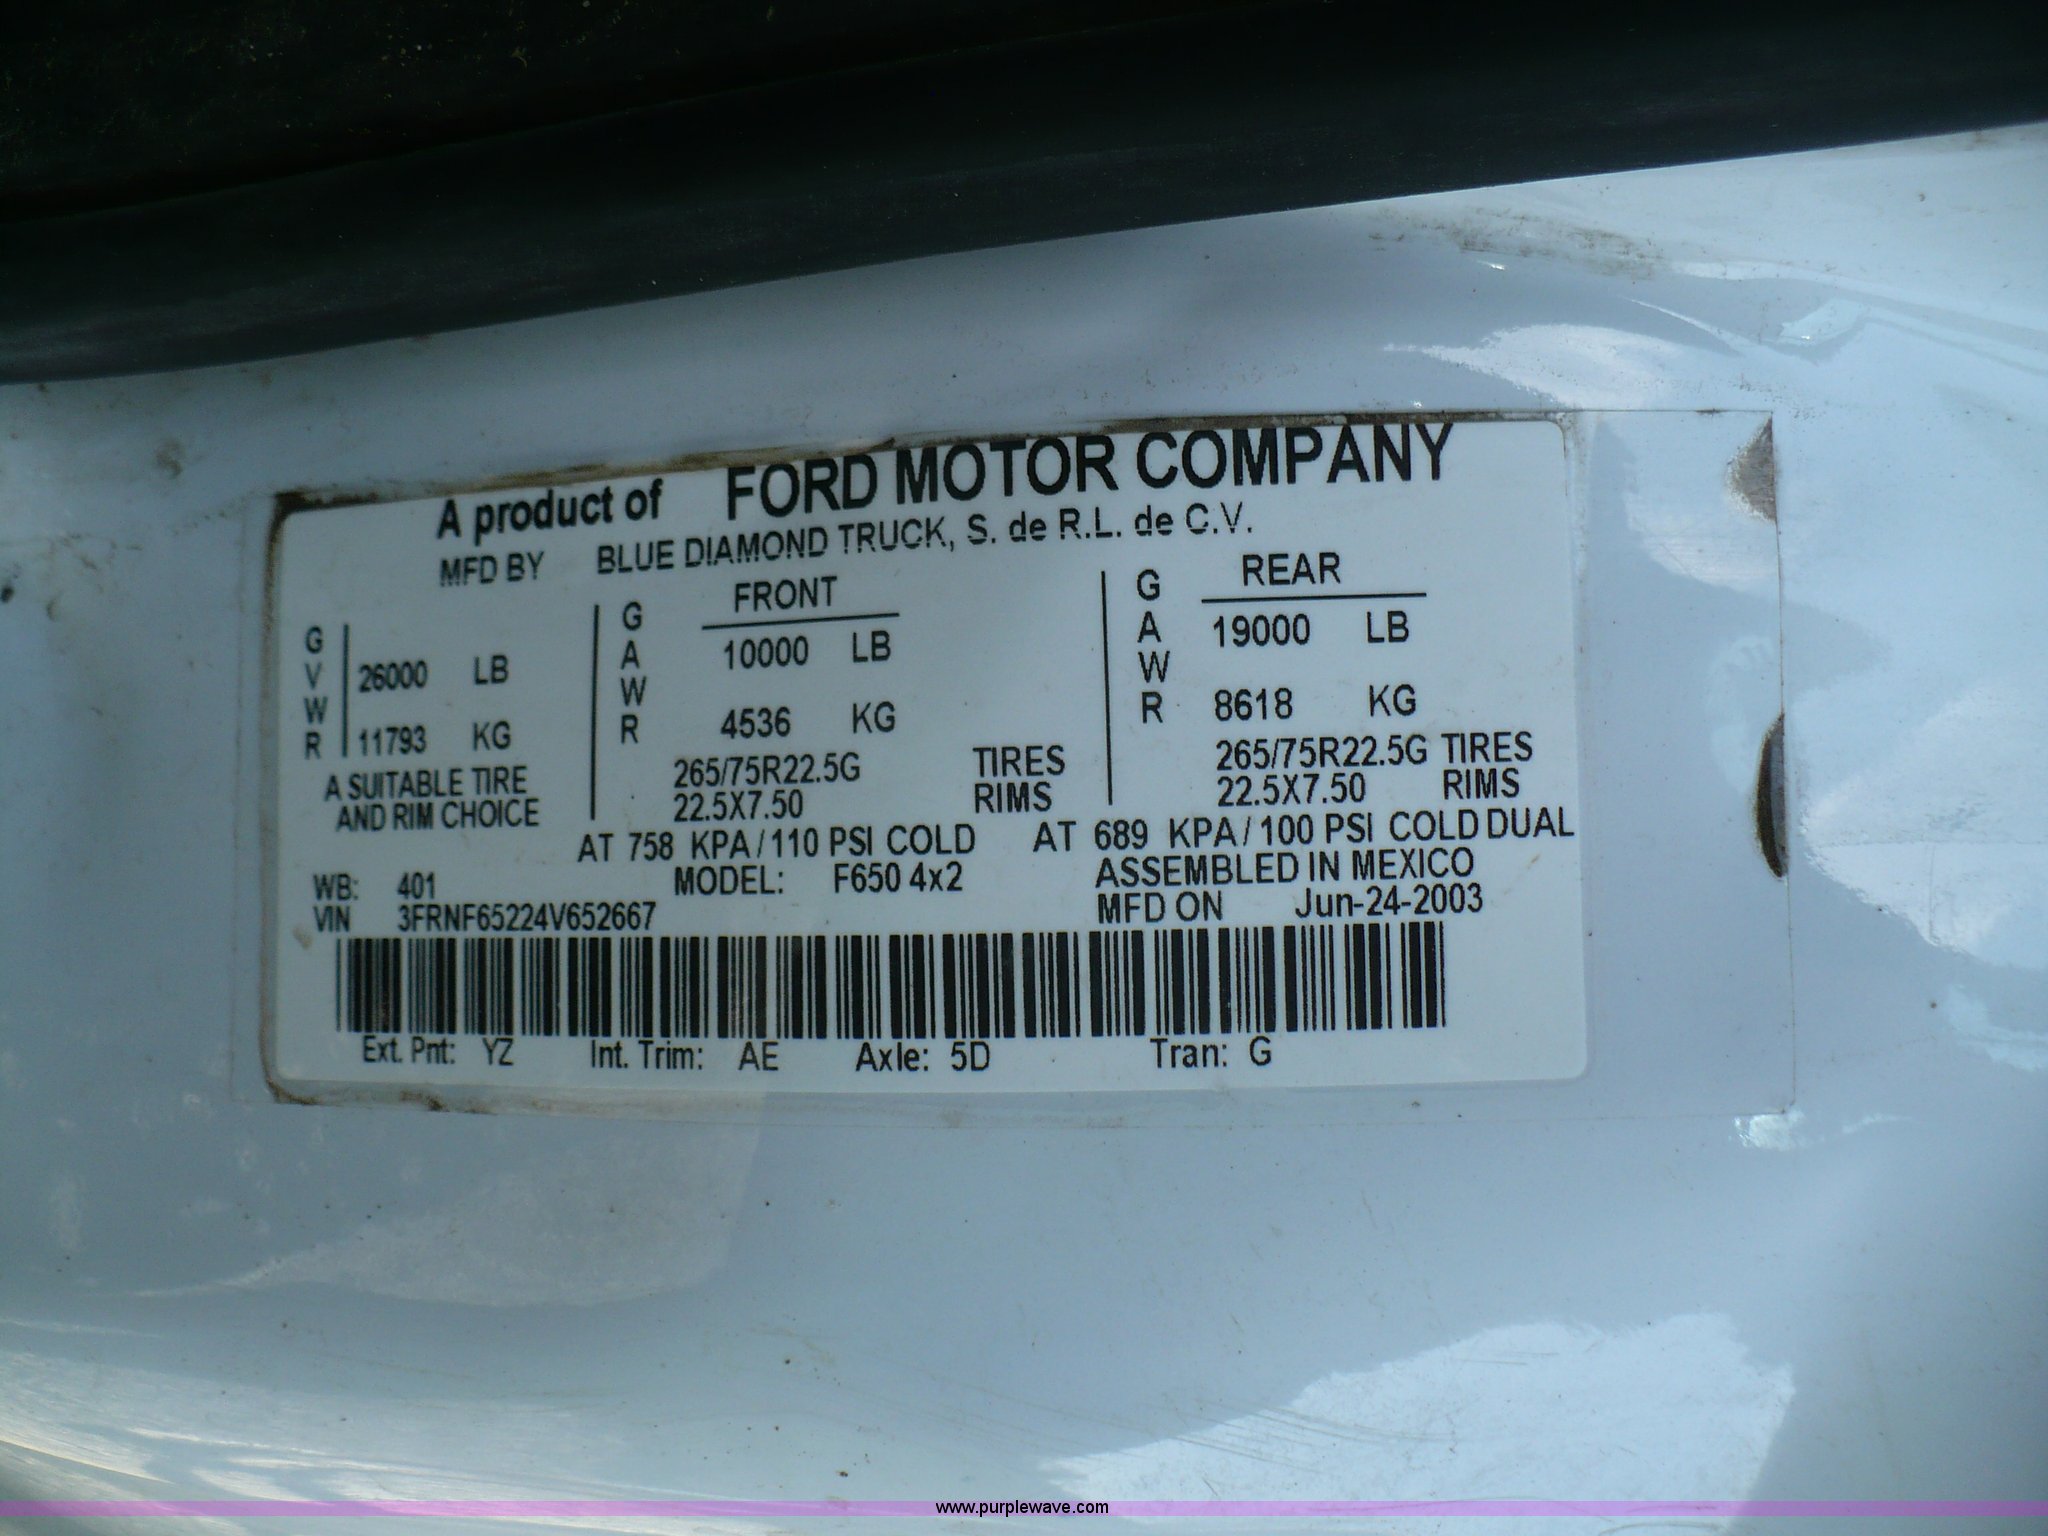 A product of FORD MOTOR COMPANY
MFD BY BLUE DIAMOND TRUCK, S. de R.L. de C.V.
GVWR
26000 LB
11793 KG
A SUITABLE TIRE
AND RIM CHOICE
GAWR
FRONT
10000 LB
4536 KG
265/75R22.5G TIRES
22.5X7.50 RIMS
AT 758 KPA/110 PSI COLD
GAWR
REAR
19000 LB
8618 KG
265/75R22.5G TIRES
22.5X7.50 RIMS
AT 689 KPA/100 PSI COLD DUAL
WB: 401 MODEL: F650 4x2 ASSEMBLED IN MEXICO
VIN 3FRNF65224V652667 MFD ON Jun-24-2003
Ext. Pnt: YZ Int. Trim: AE Axle: 5D Tran: G
www.purplewave.com